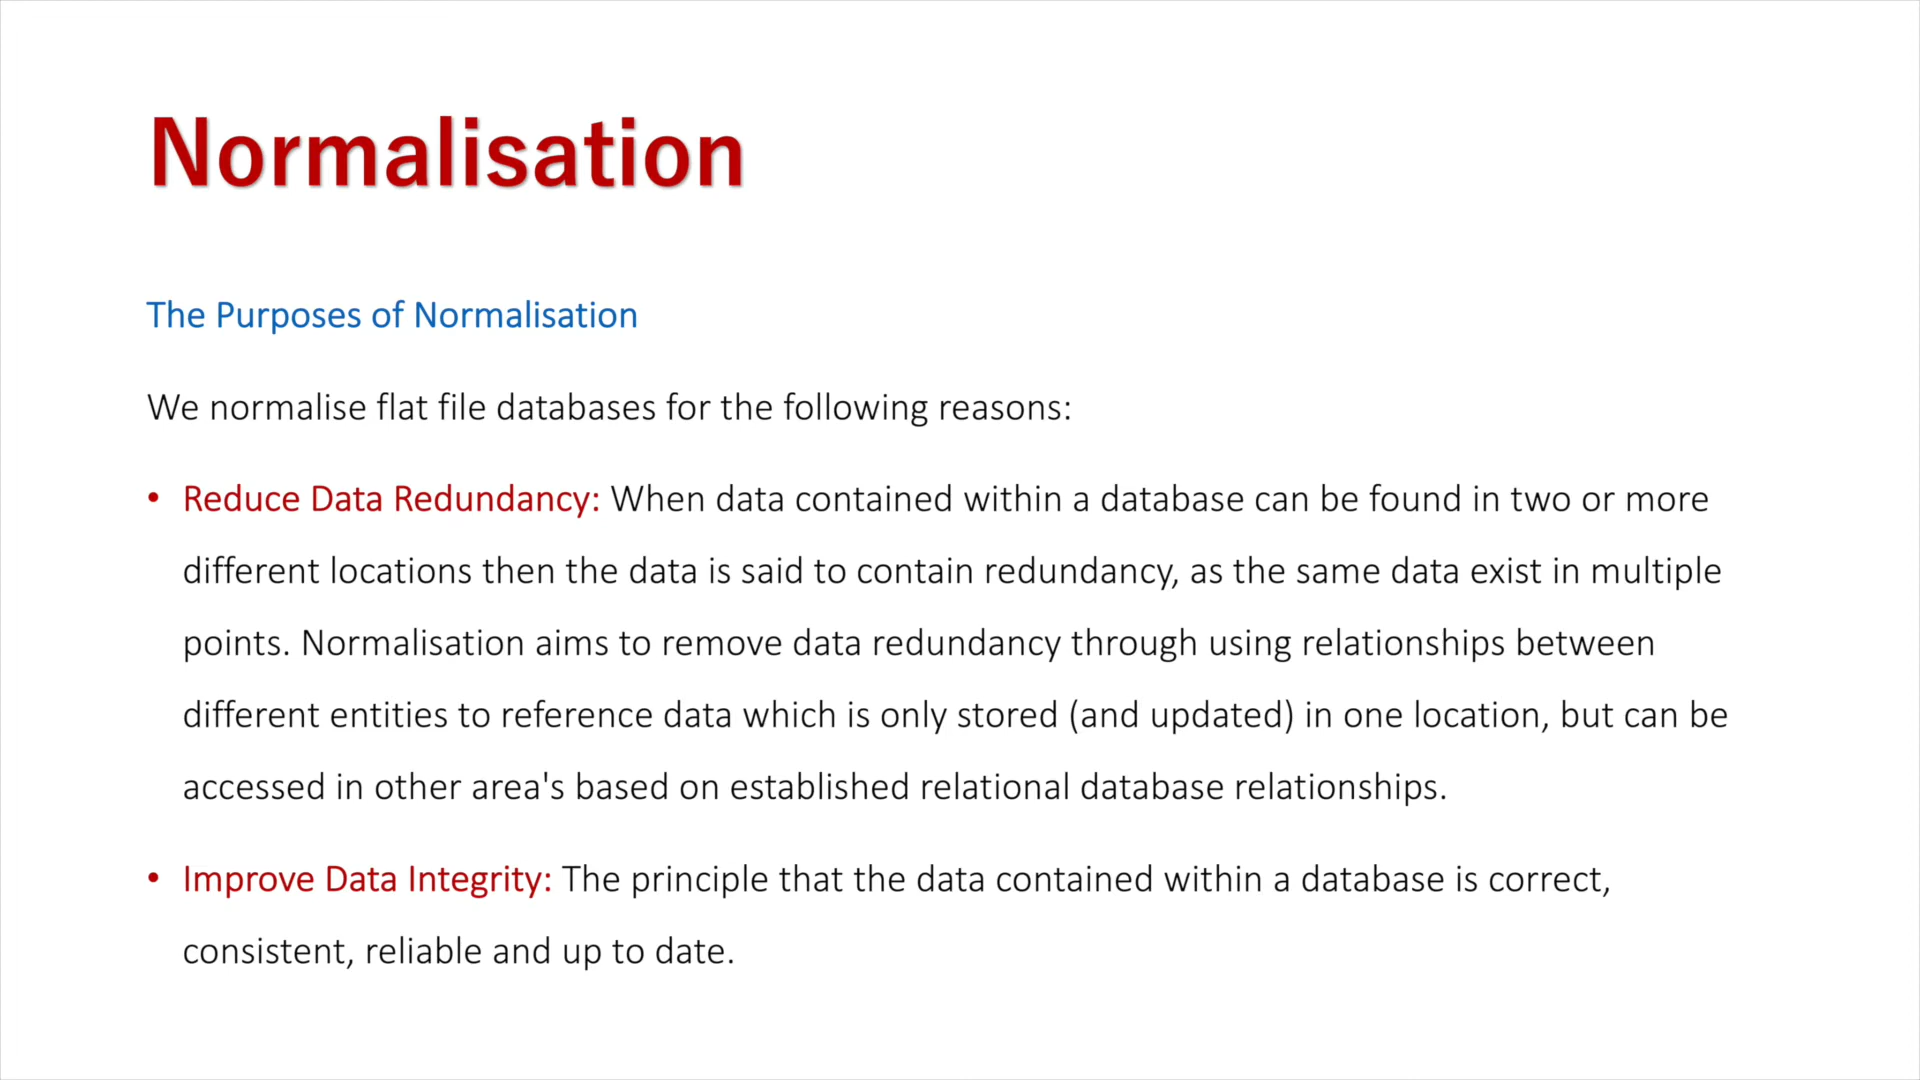 Normalisation
The Purposes of Normalisation
We normalise flat file databases for the following reasons:
• Reduce Data Redundancy: When data contained within a database can be found in two or more
different locations then the data is said to contain redundancy, as the same data exist in multiple
points. Normalisation aims to remove data redundancy through using relationships between
different entities to reference data which is only stored (and updated) in one location, but can be
accessed in other area's based on established relational database relationships.
• Improve Data Integrity: The principle that the data contained within a database is correct,
consistent, reliable and up to date.